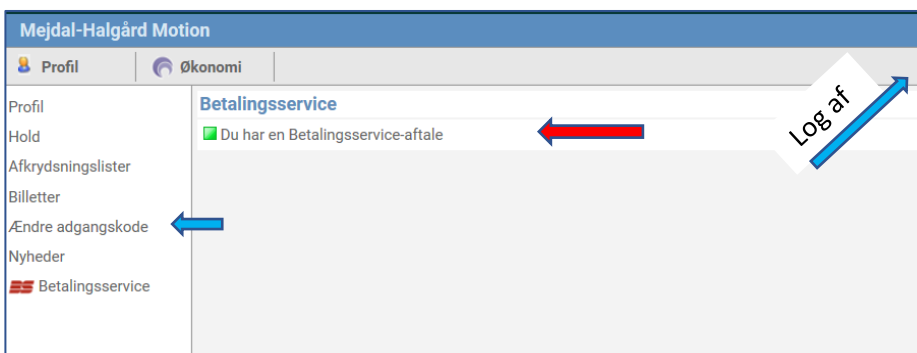 Mejdal-Halgård Motion
Profil
Økonomi
Profil
Hold
Afkrydsningslister
Billetter
Ændre adgangskode
Nyheder
BS Betalingsservice
Betalingsservice
Du har en Betalingsservice-aftale
Log af